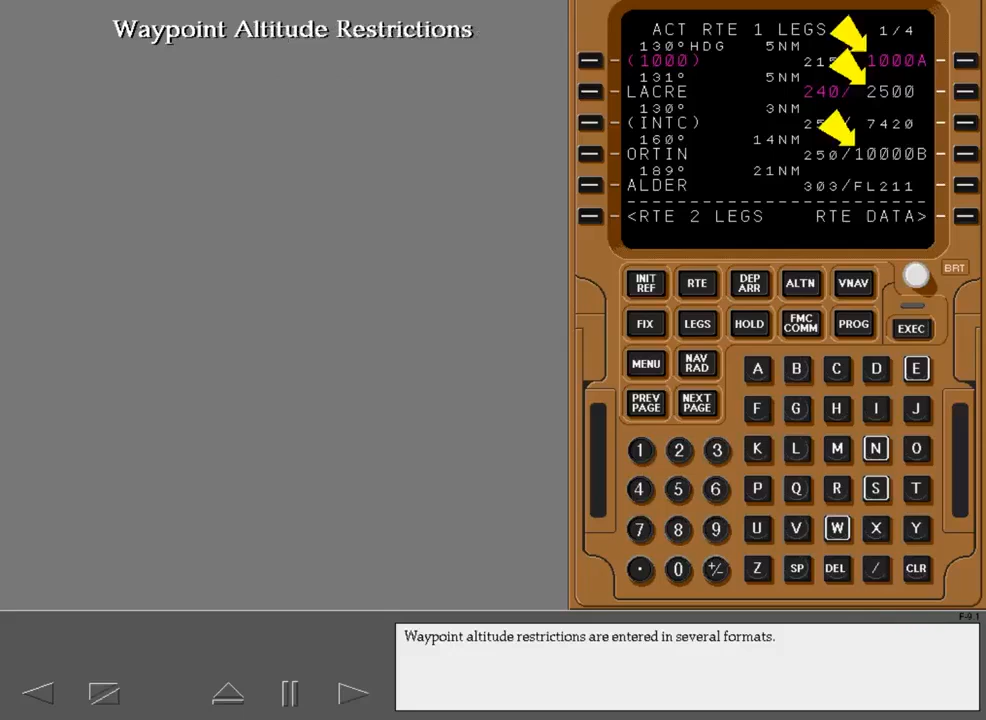 Waypoint Altitude Restrictions
ACT RTE 1 LEGS 1/4
130°HDG 5NM
(1000) 1000A
131° 5NM
LACRE 240/ 2500
130° 3NM
(INTC) 7420
160° 14NM
ORTIN 250/10000B
189° 21NM
ALDER 303/FL211
<RTE 2 LEGS RTE DATA>
BRT
INIT REF RTE DEP ARR ALTN VNAV
FIX LEGS HOLD FMC COMM PROG EXEC
MENU NAV RAD
PREV PAGE NEXT PAGE
A B C D E
F G H I J
1 2 3 K L M N O
4 5 6 P Q R S T
7 8 9 U V W X Y
. 0 +/- Z SP DEL / CLR
F-9.1
Waypoint altitude restrictions are entered in several formats.